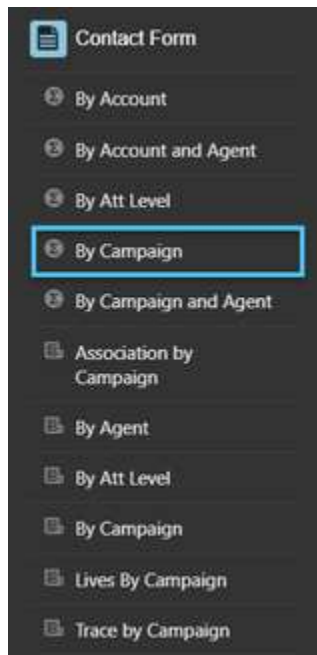 Contact Form
By Account
By Account and Agent
By Att Level
By Campaign
By Campaign and Agent
Association by
Campaign
By Agent
By Att Level
By Campaign
Lives By Campaign
Trace by Campaign